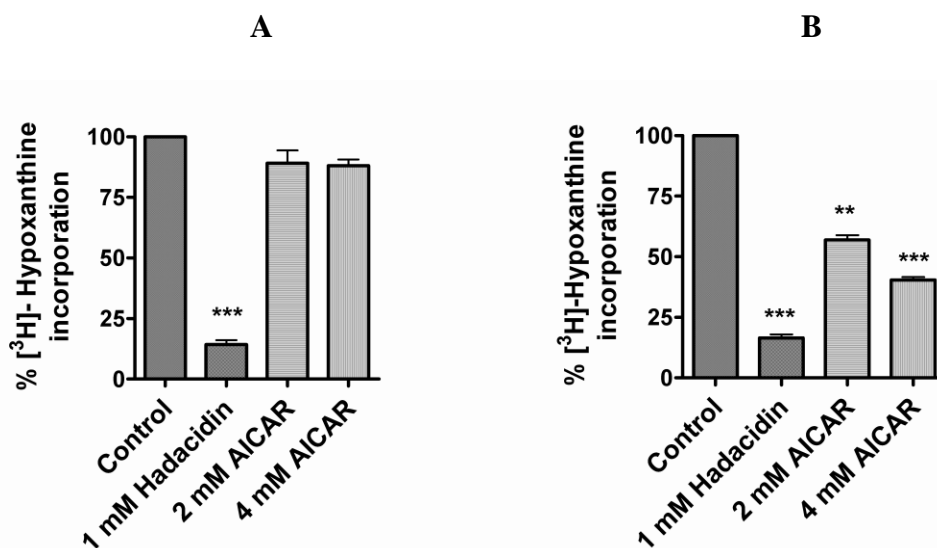 A
B
% [³H]- Hypoxanthine
incorporation
100
75
50
25
0
***
Control
1 mM Hadacidin
2 mM AICAR
4 mM AICAR
% [³H]-Hypoxanthine
incorporation
100
75
50
25
0
***
**
***
Control
1 mM Hadacidin
2 mM AICAR
4 mM AICAR